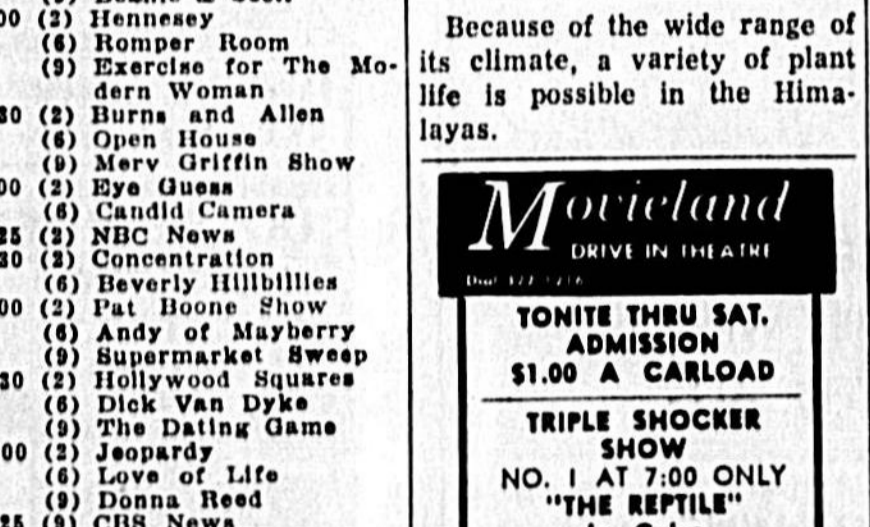 00 (2) Hennesey
(6) Romper Room
(9) Exercise for The Mo-
dern Woman
30 (2) Burns and Allen
(6) Open House
(9) Merv Griffin Show
00 (2) Eye Guess
(6) Candid Camera
25 (2) NBC News
30 (2) Concentration
(6) Beverly Hillbillies
00 (2) Pat Boone Show
(6) Andy of Mayberry
(9) Supermarket Sweep
30 (2) Hollywood Squares
(6) Dick Van Dyke
(9) The Dating Game
00 (2) Jeopardy
(6) Love of Life
(9) Donna Reed
25 (9) CBS News
Because of the wide range of
its climate, a variety of plant
life is possible in the Hima-
layas.
Movieland
DRIVE IN THEATRE
TONITE THRU SAT.
ADMISSION
$1.00 A CARLOAD
TRIPLE SHOCKER
SHOW
NO. 1 AT 7:00 ONLY
"THE REPTILE"